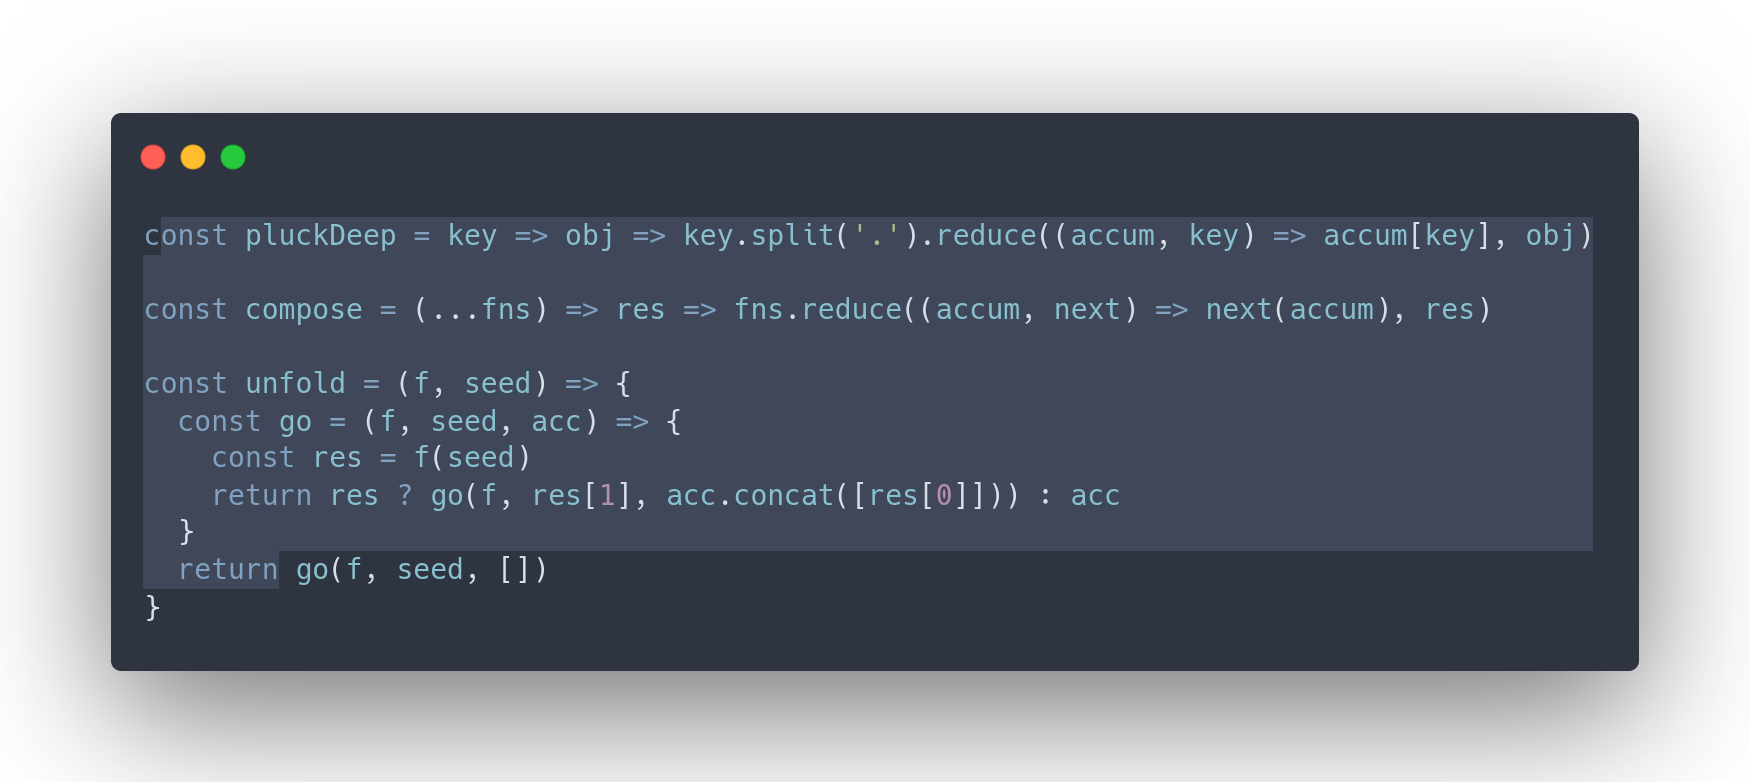 const pluckDeep = key => obj => key.split('.').reduce((accum, key) => accum[key], obj)

const compose = (...fns) => res => fns.reduce((accum, next) => next(accum), res)

const unfold = (f, seed) => {
  const go = (f, seed, acc) => {
    const res = f(seed)
    return res ? go(f, res[1], acc.concat([res[0]])) : acc
  }
  return go(f, seed, [])
}